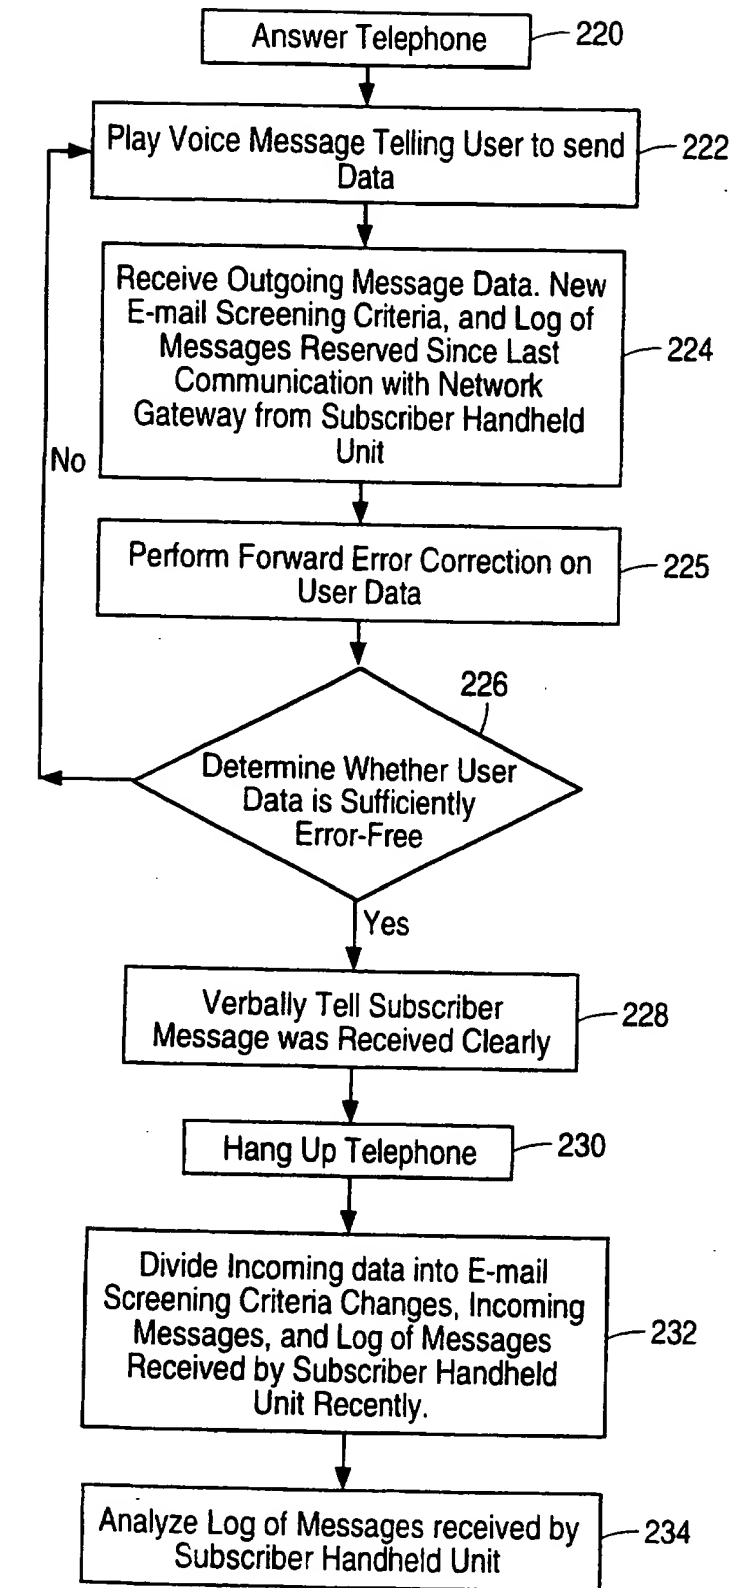 Answer Telephone
220
Play Voice Message Telling User to send
Data
222
Receive Outgoing Message Data. New
E-mail Screening Criteria, and Log of
Messages Reserved Since Last
Communication with Network
Gateway from Subscriber Handheld
Unit
224
No
Perform Forward Error Correction on
User Data
225
226
Determine Whether User
Data is Sufficiently
Error-Free
Yes
Verbally Tell Subscriber
Message was Received Clearly
228
Hang Up Telephone
230
Divide Incoming data into E-mail
Screening Criteria Changes, Incoming
Messages, and Log of Messages
Received by Subscriber Handheld
Unit Recently.
232
Analyze Log of Messages received by
Subscriber Handheld Unit
234